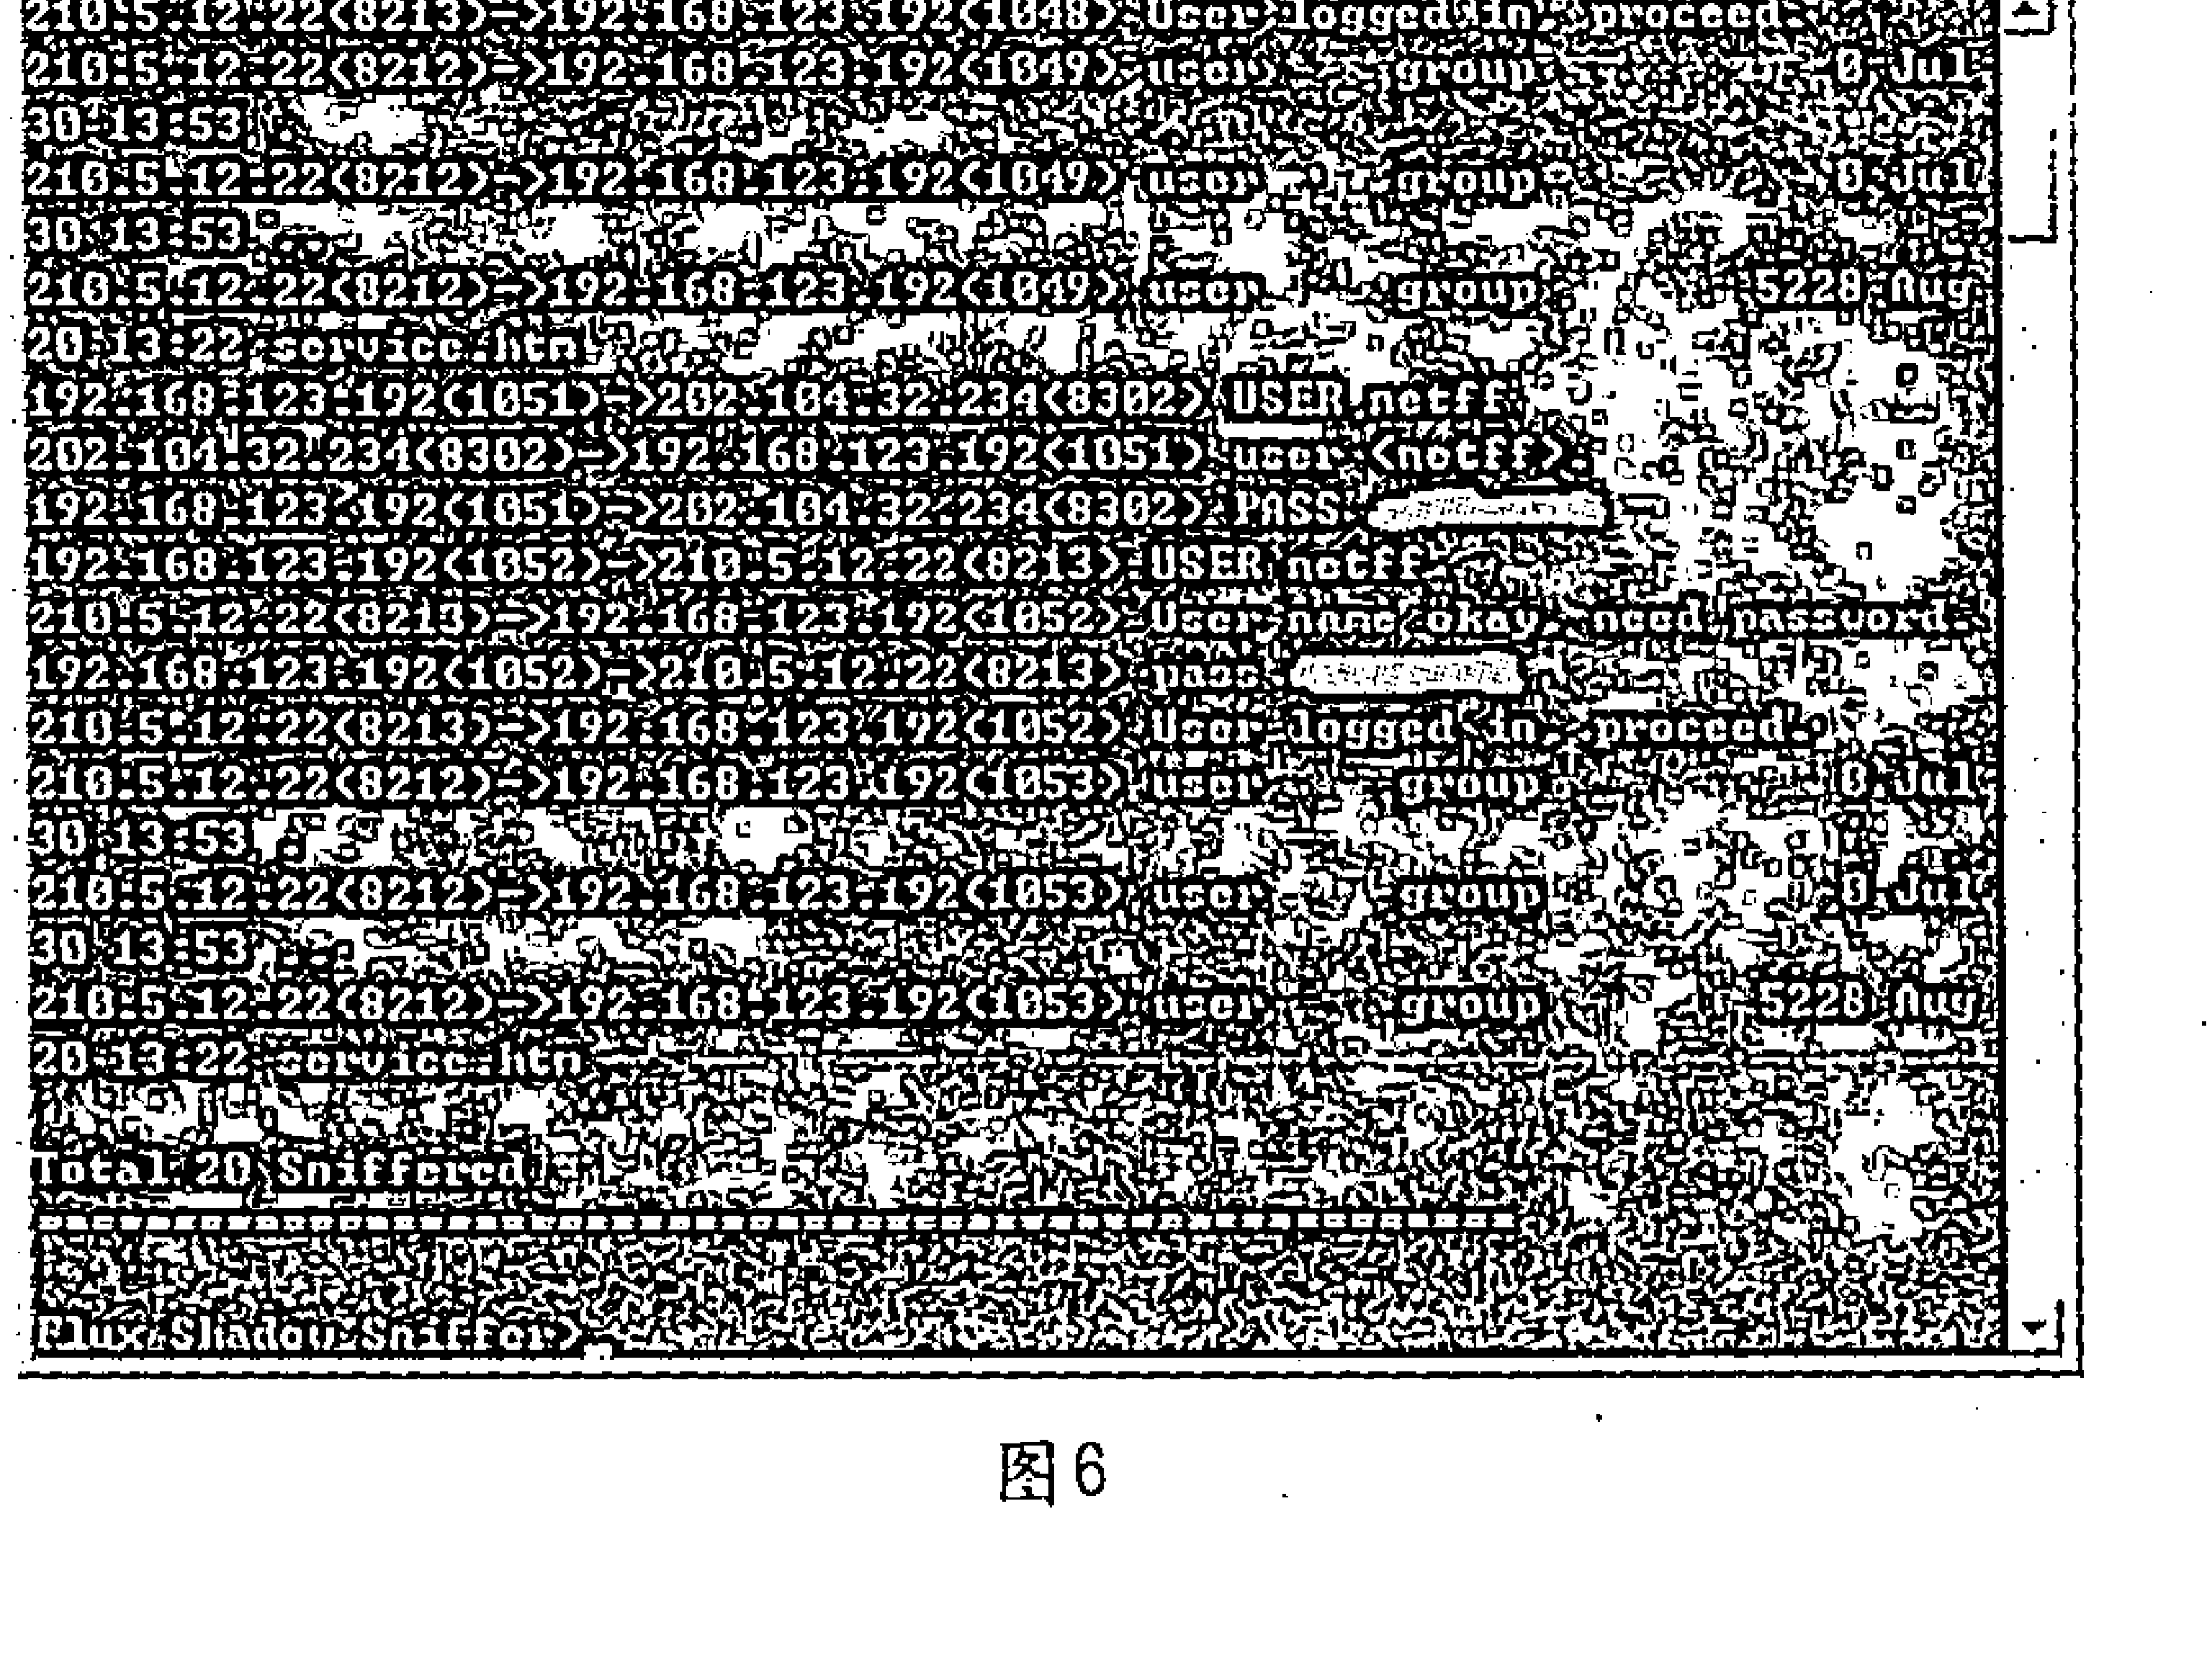 210.5.12.22(8213)->192.168.123.192(1048) User logged in, proceed.
210.5.12.22(8212)->192.168.123.192(1049) user group 0 Jul
30 13:53
210.5.12.22(8212)->192.168.123.192(1049) user group 0 Jul
30 13:53
210.5.12.22(8212)->192.168.123.192(1049) user group 5228 Aug
20 13:22 service.htm
192.168.123.192(1051)->202.104.32.234(8302) USER netff
202.104.32.234(8302)->192.168.123.192(1051) user <netff>.
192.168.123.192(1051)->202.104.32.234(8302) PASS
192.168.123.192(1052)->210.5.12.22(8213) USER netff
210.5.12.22(8213)->192.168.123.192(1052) User name okay, need password.
192.168.123.192(1052)->210.5.12.22(8213) pass
210.5.12.22(8213)->192.168.123.192(1052) User logged in, proceed.
210.5.12.22(8212)->192.168.123.192(1053) user group 0 Jul
30 13:53
210.5.12.22(8212)->192.168.123.192(1053) user group 0 Jul
30 13:53
210.5.12.22(8212)->192.168.123.192(1053) user group 5228 Aug
20 13:22 service.htm
Total 20 Sniffered
Flux Shadow Sniffer>
图6